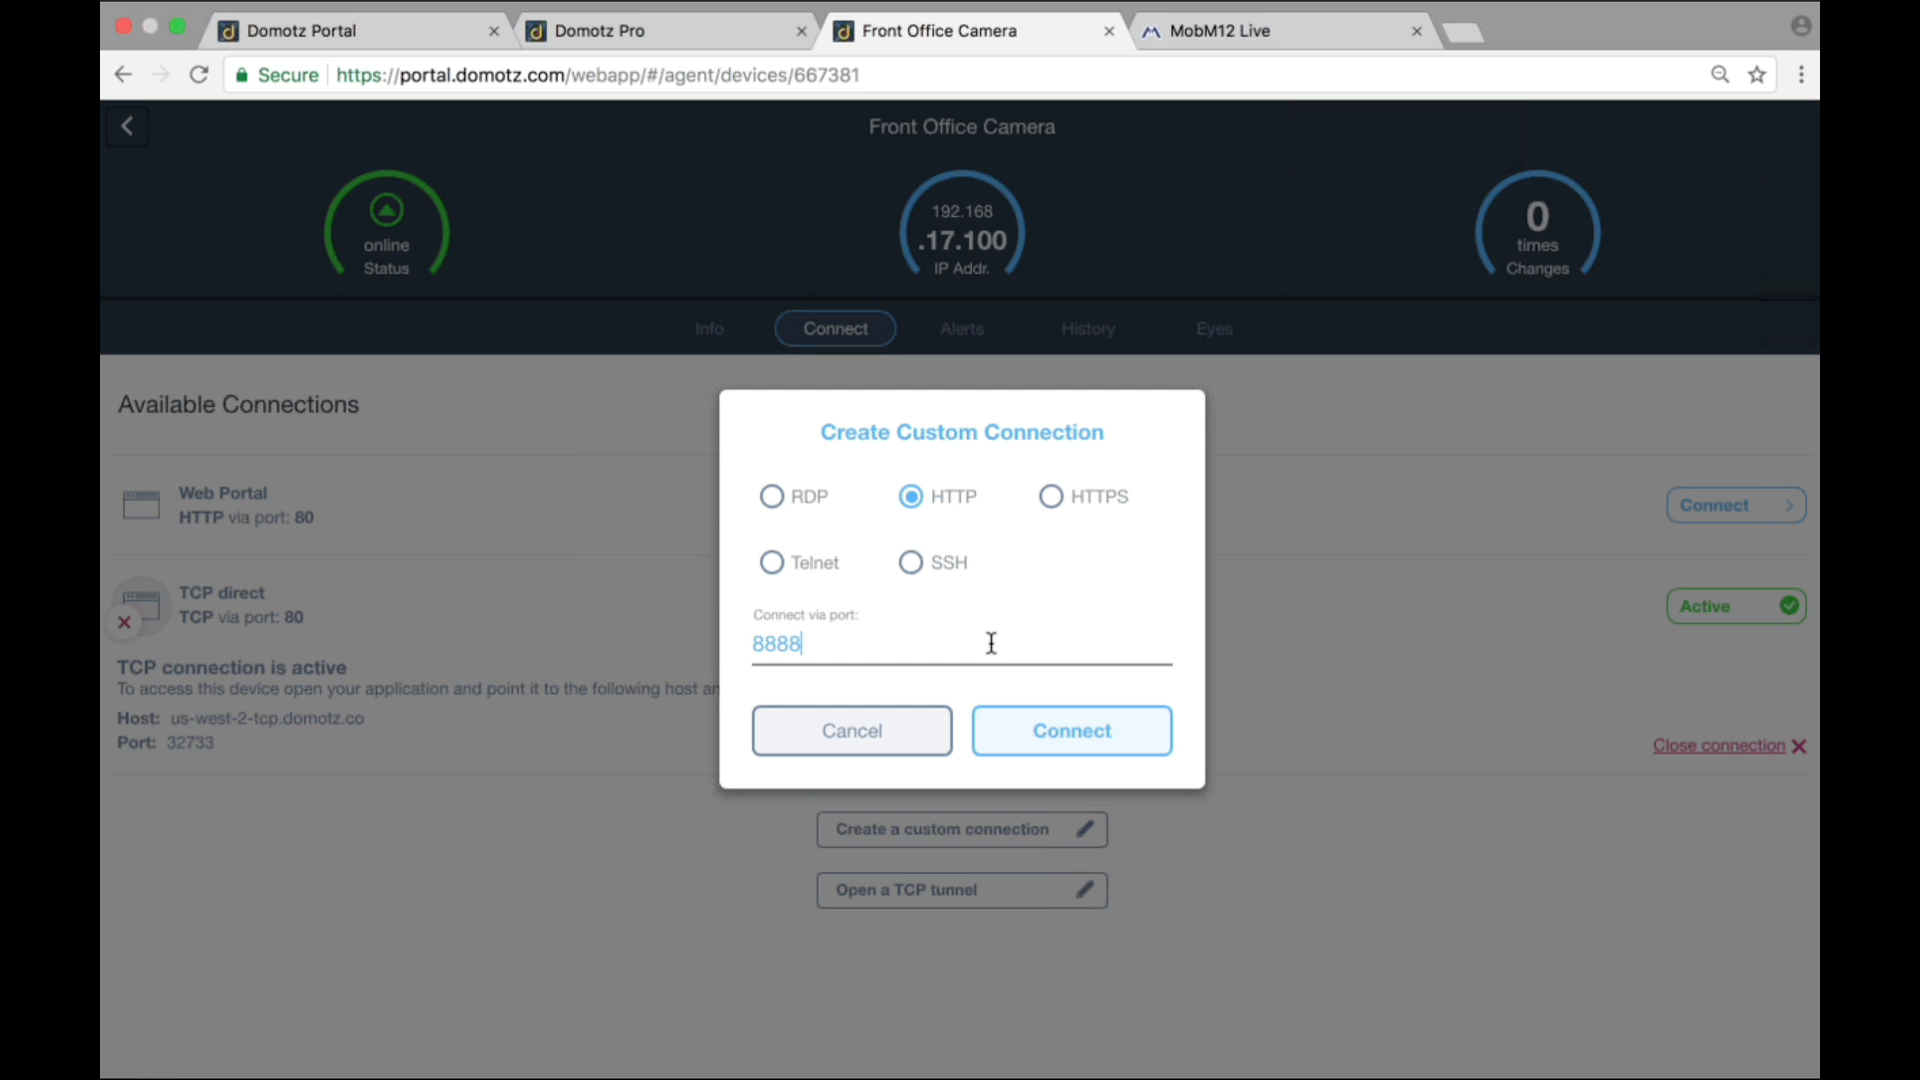 Domotz Portal
Domotz Pro
Front Office Camera
MobM12 Live
Secure
https://portal.domotz.com/webapp/#/agent/devices/667381
Front Office Camera
online
Status
192.168
.17.100
IP Addr.
0
times
Changes
Info
Connect
Alerts
History
Eyes
Available Connections
Web Portal
HTTP via port: 80
Connect
TCP direct
TCP via port: 80
Active
TCP connection is active
To access this device open your application and point it to the following host an
Host: us-west-2-tcp.domotz.co
Port: 32733
Close connection
Create Custom Connection
RDP
HTTP
HTTPS
Telnet
SSH
Connect via port:
8888
Cancel
Connect
Create a custom connection
Open a TCP tunnel